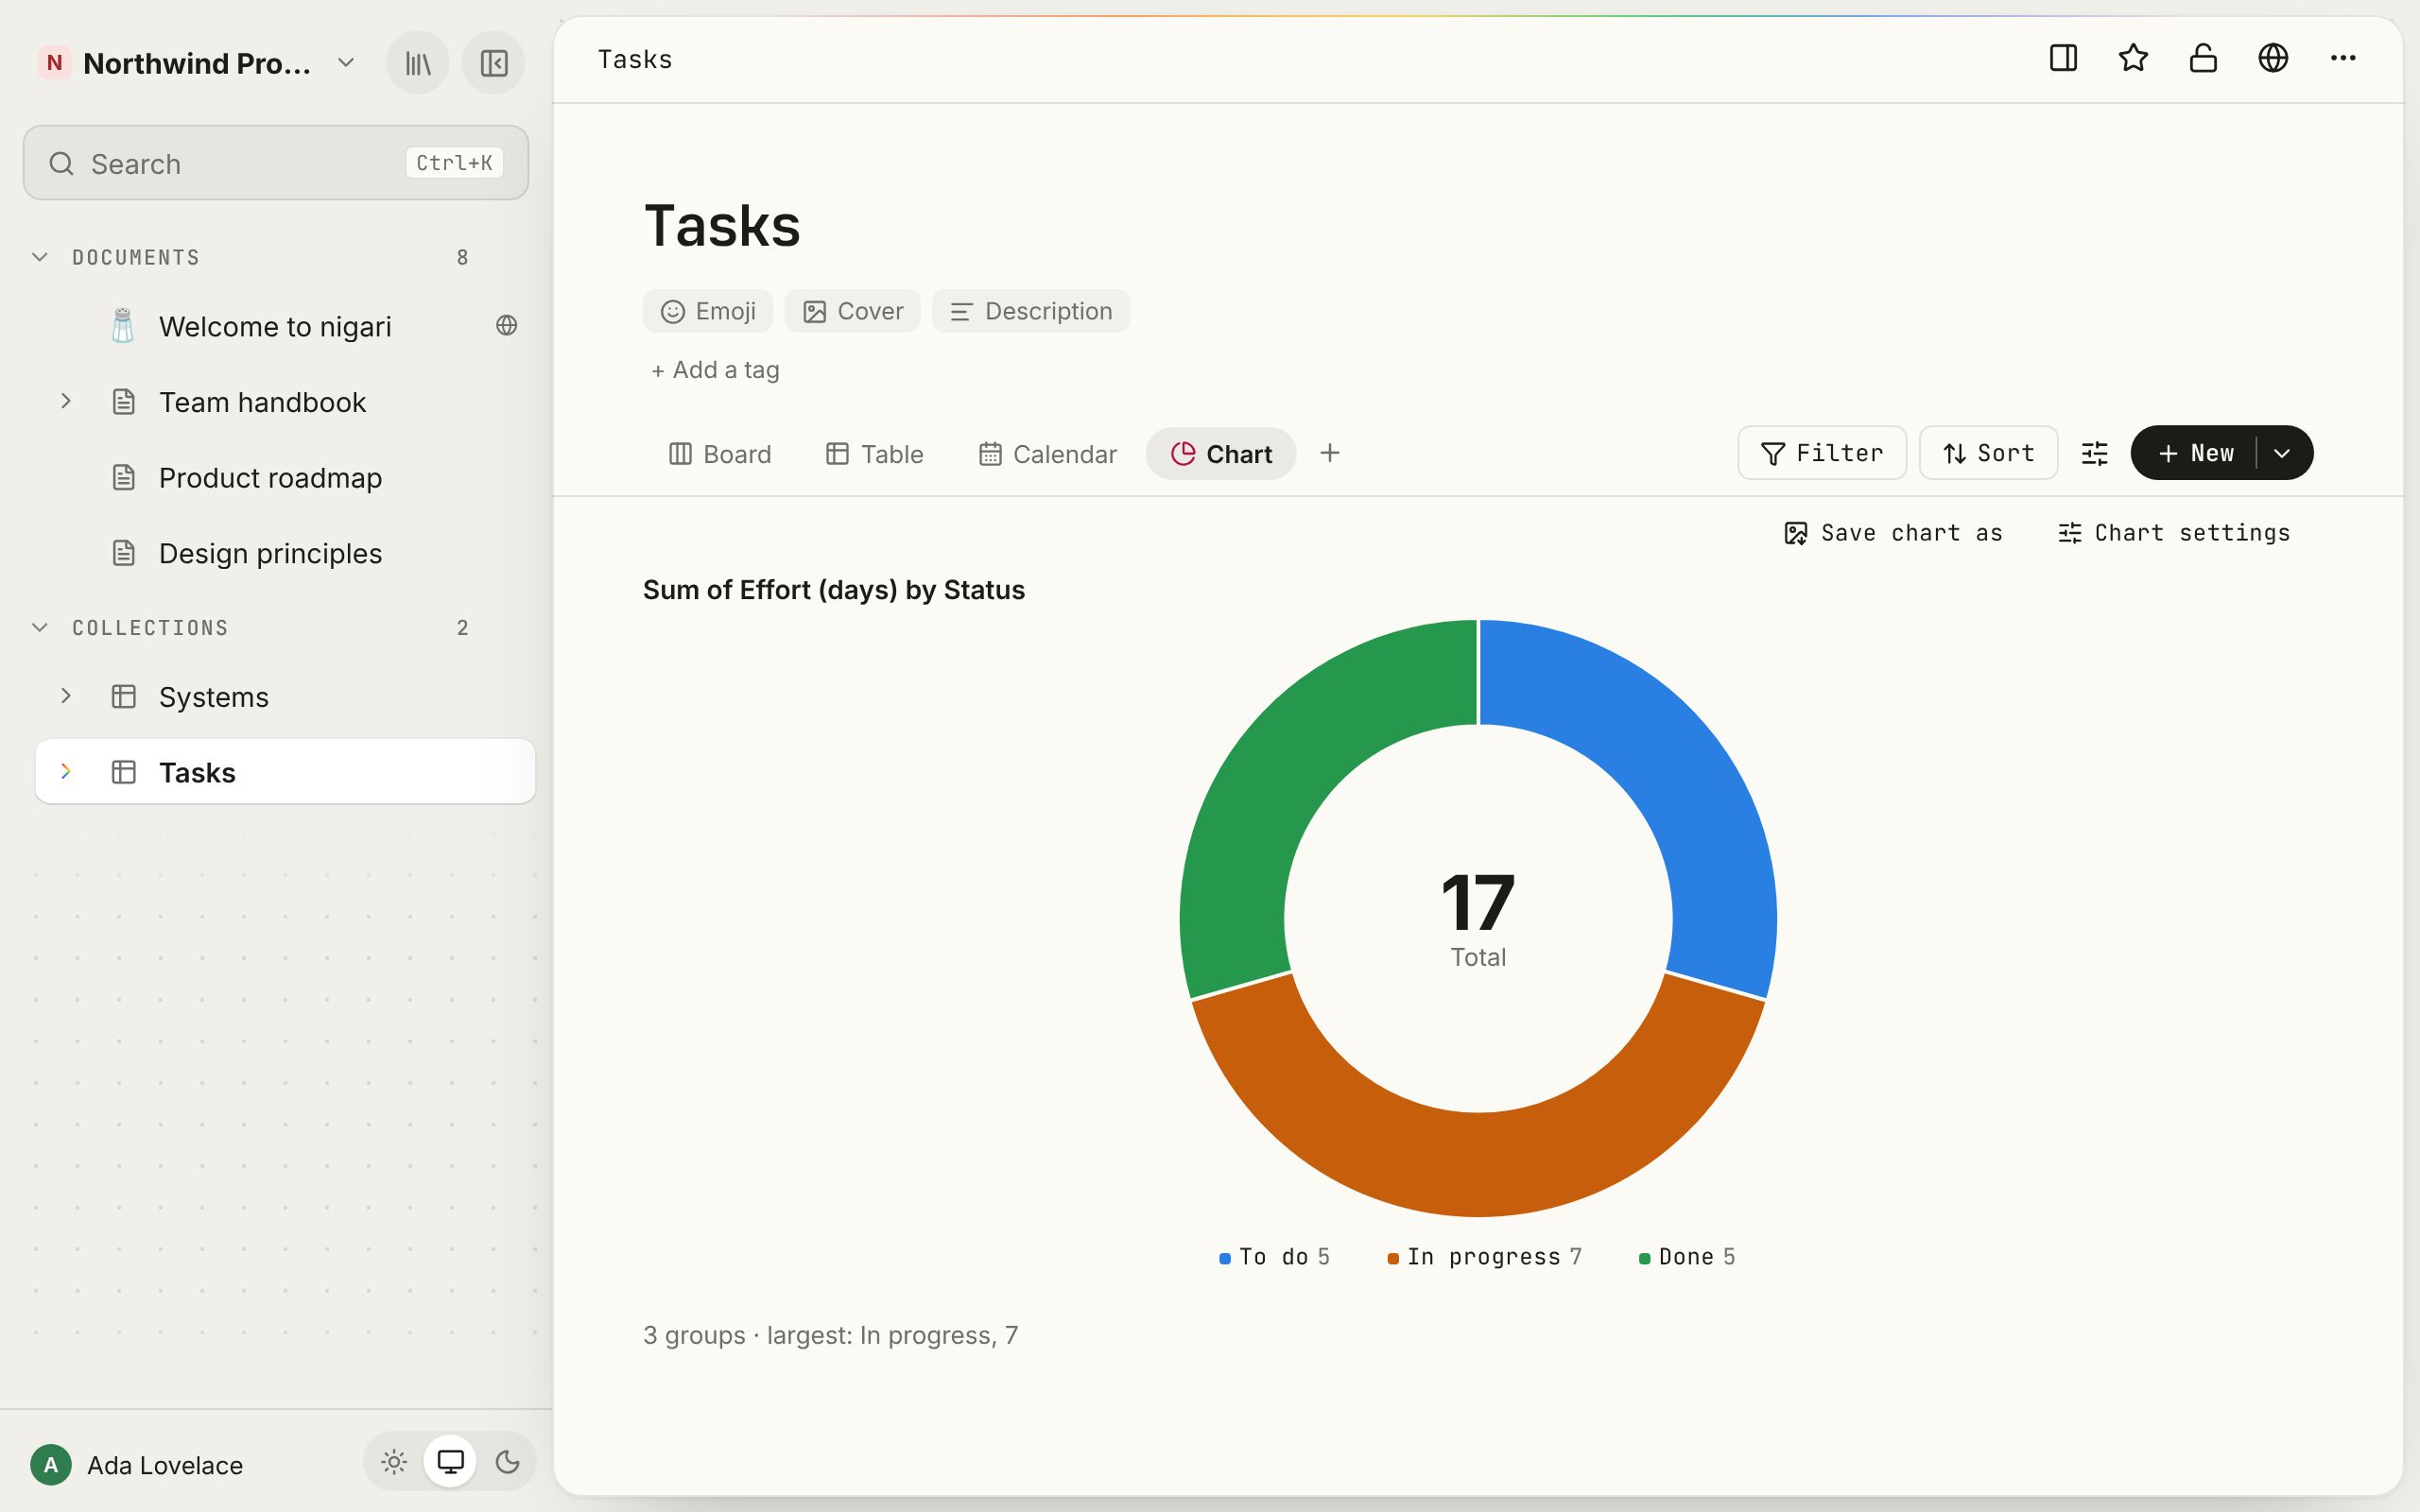 N Northwind Pro...
Search Ctrl+K
DOCUMENTS 8
Welcome to nigari
Team handbook
Product roadmap
Design principles
COLLECTIONS 2
Systems
Tasks
A Ada Lovelace
Tasks
Tasks
Emoji Cover Description
+ Add a tag
Board Table Calendar Chart +
Filter Sort + New
Save chart as Chart settings
Sum of Effort (days) by Status
17
Total
To do 5 In progress 7 Done 5
3 groups · largest: In progress, 7